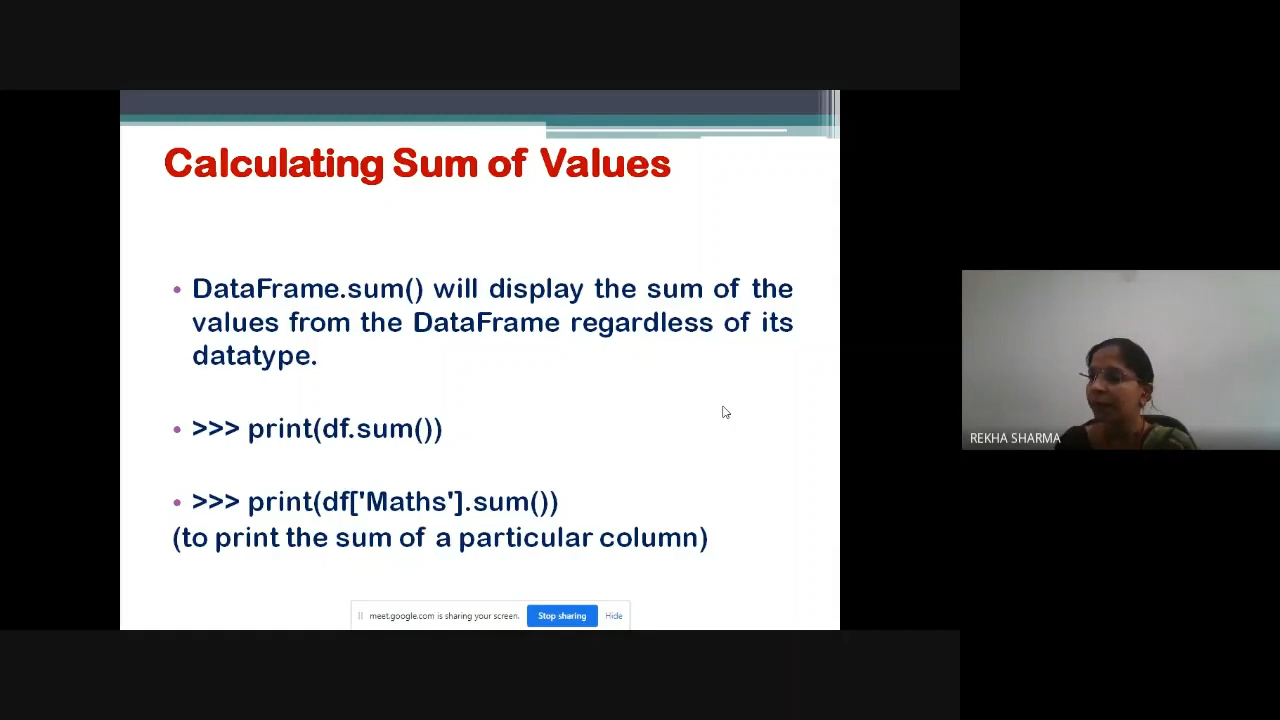 Calculating Sum of Values
• DataFrame.sum() will display the sum of the
values from the DataFrame regardless of its
datatype.
• >>> print(df.sum())
• >>> print(df['Maths'].sum())
(to print the sum of a particular column)
meet.google.com is sharing your screen. Stop sharing Hide
REKHA SHARMA